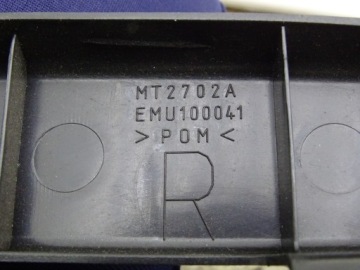 MT2702A
EMU100041
> POM <
R